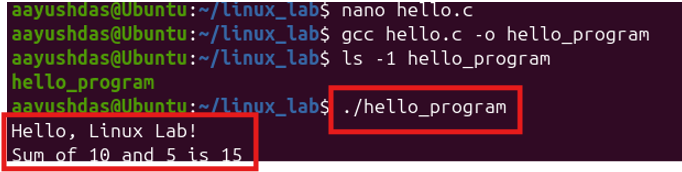 aayushdas@Ubuntu:~/linux_lab$ nano hello.c
aayushdas@Ubuntu:~/linux_lab$ gcc hello.c -o hello_program
aayushdas@Ubuntu:~/linux_lab$ ls -1 hello_program
hello_program
aayushdas@Ubuntu:~/linux_lab$ ./hello_program
Hello, Linux Lab!
Sum of 10 and 5 is 15